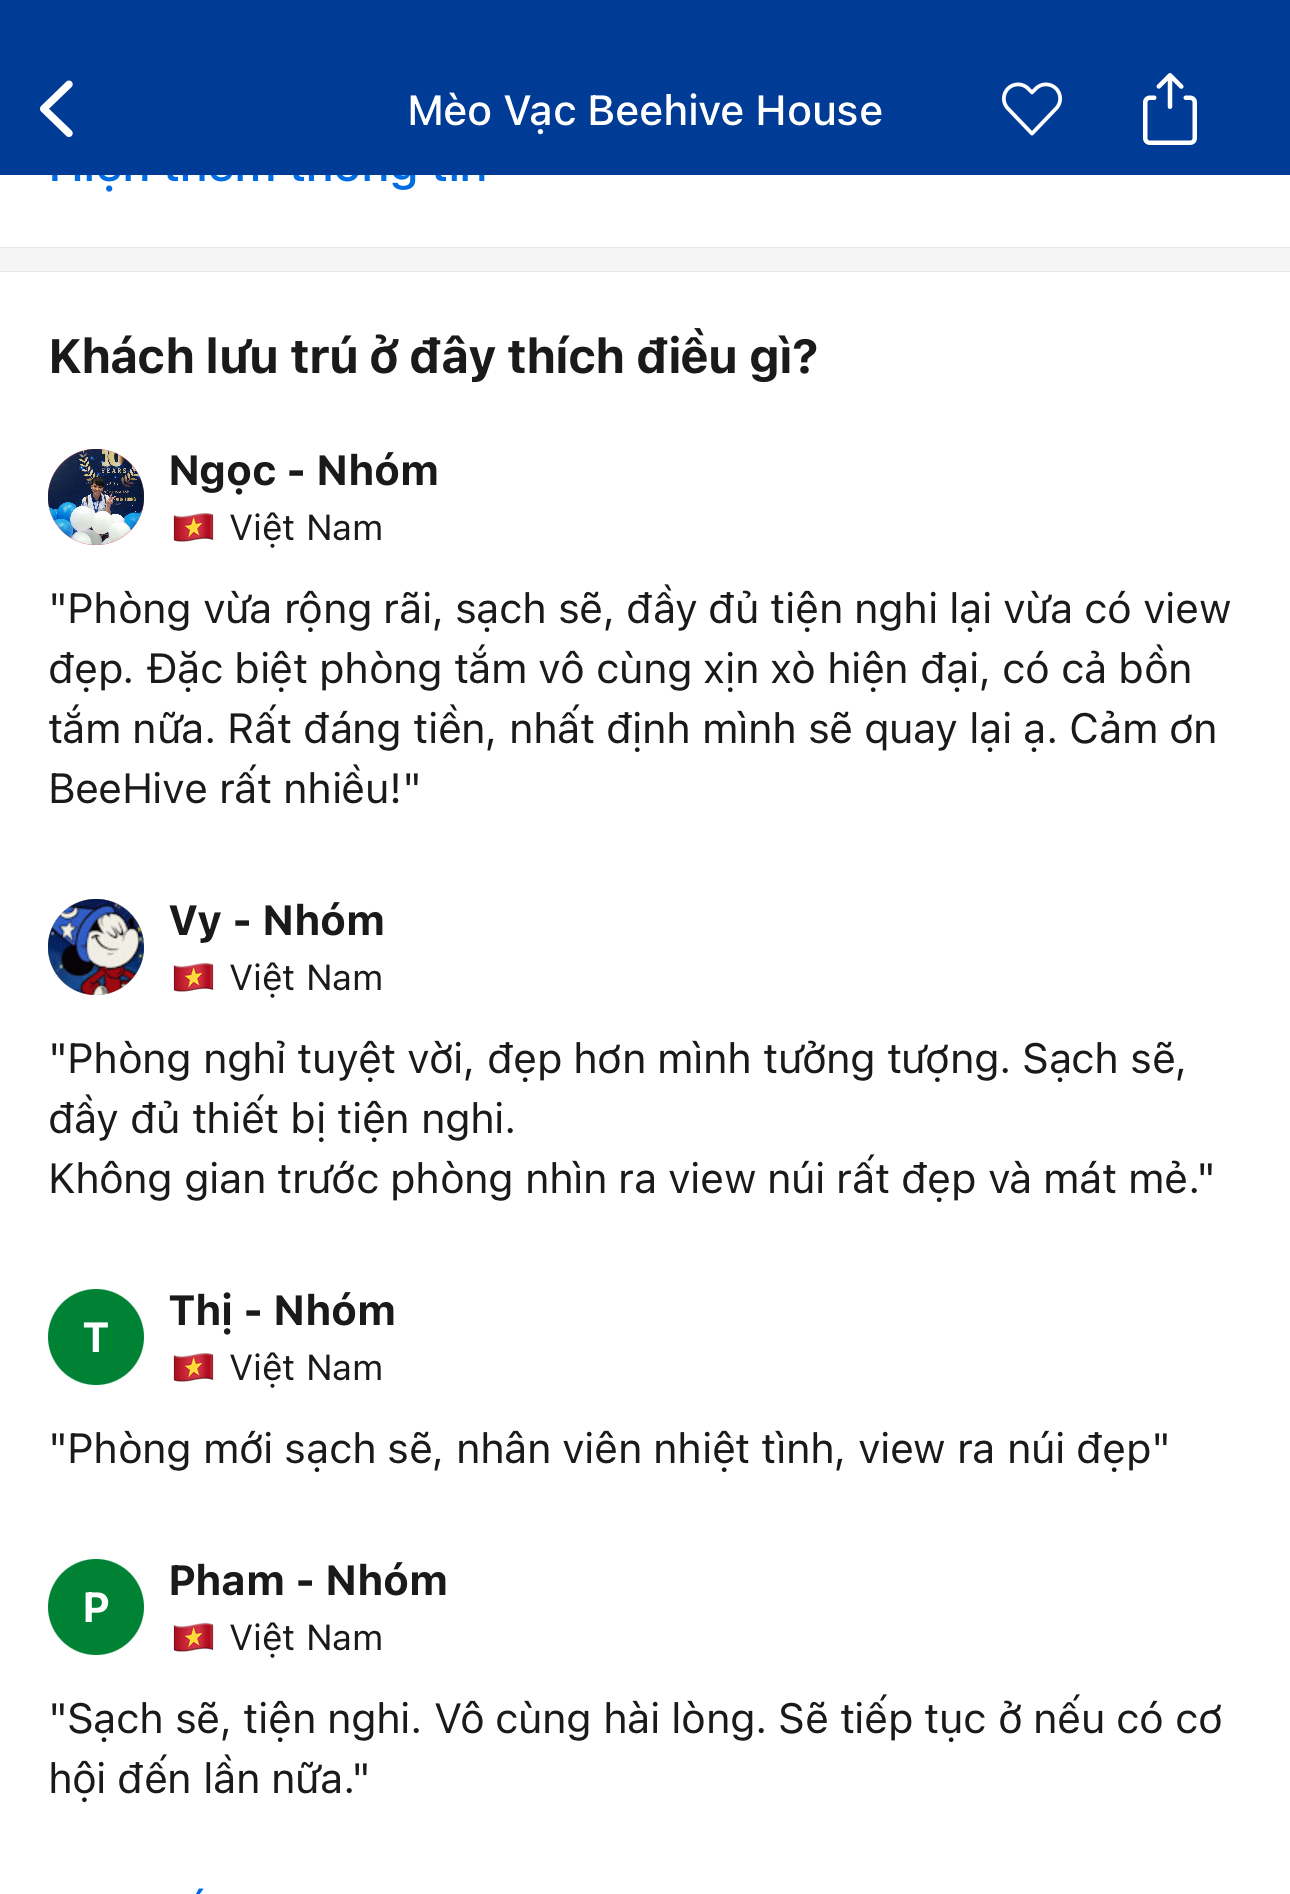 Mèo Vạc Beehive House
Hiện thêm thông tin
Khách lưu trú ở đây thích điều gì?
Ngọc - Nhóm
Việt Nam
"Phòng vừa rộng rãi, sạch sẽ, đầy đủ tiện nghi lại vừa có view
đẹp. Đặc biệt phòng tắm vô cùng xịn xò hiện đại, có cả bồn
tắm nữa. Rất đáng tiền, nhất định mình sẽ quay lại ạ. Cảm ơn
BeeHive rất nhiều!"
Vy - Nhóm
Việt Nam
"Phòng nghỉ tuyệt vời, đẹp hơn mình tưởng tượng. Sạch sẽ,
đầy đủ thiết bị tiện nghi.
Không gian trước phòng nhìn ra view núi rất đẹp và mát mẻ."
T
Thị - Nhóm
Việt Nam
"Phòng mới sạch sẽ, nhân viên nhiệt tình, view ra núi đẹp"
P
Pham - Nhóm
Việt Nam
"Sạch sẽ, tiện nghi. Vô cùng hài lòng. Sẽ tiếp tục ở nếu có cơ
hội đến lần nữa."